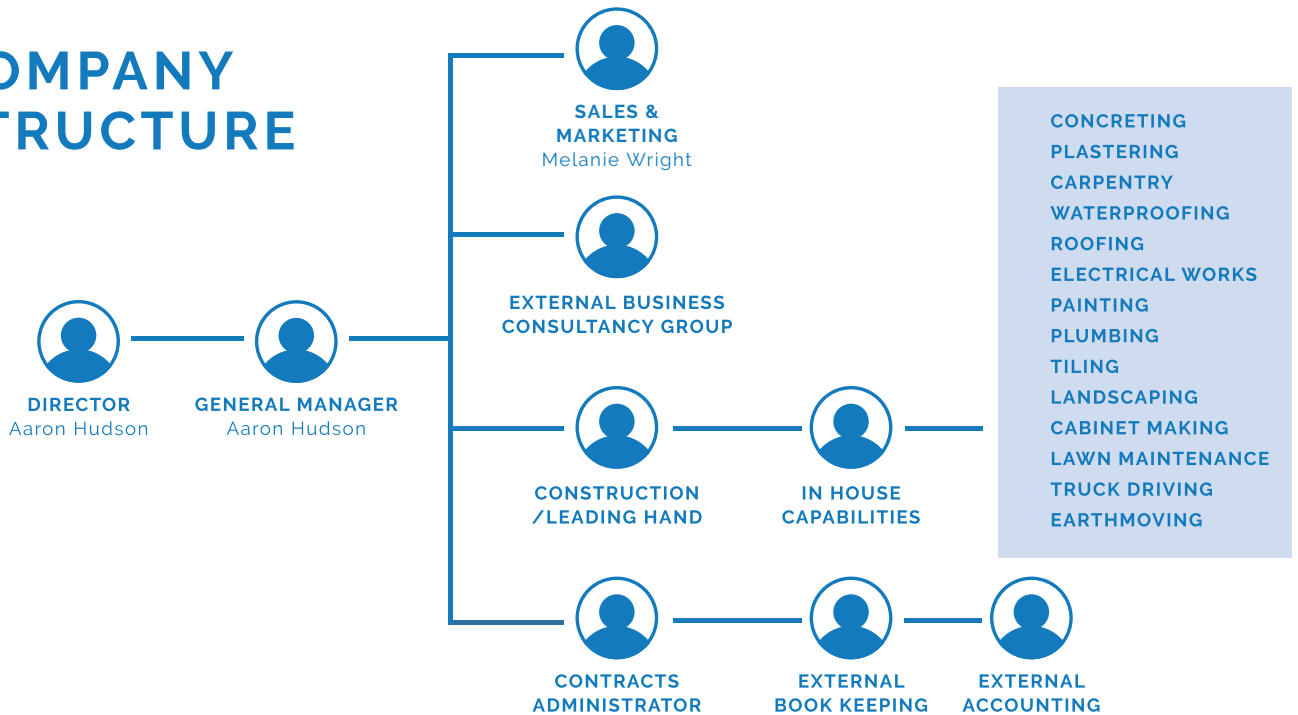 OMPANY
TRUCTURE
SALES &
MARKETING
Melanie Wright
EXTERNAL BUSINESS
CONSULTANCY GROUP
DIRECTOR
Aaron Hudson
GENERAL MANAGER
Aaron Hudson
CONSTRUCTION
/LEADING HAND
IN HOUSE
CAPABILITIES
CONCRETING
PLASTERING
CARPENTRY
WATERPROOFING
ROOFING
ELECTRICAL WORKS
PAINTING
PLUMBING
TILING
LANDSCAPING
CABINET MAKING
LAWN MAINTENANCE
TRUCK DRIVING
EARTHMOVING
CONTRACTS
ADMINISTRATOR
EXTERNAL
BOOK KEEPING
EXTERNAL
ACCOUNTING